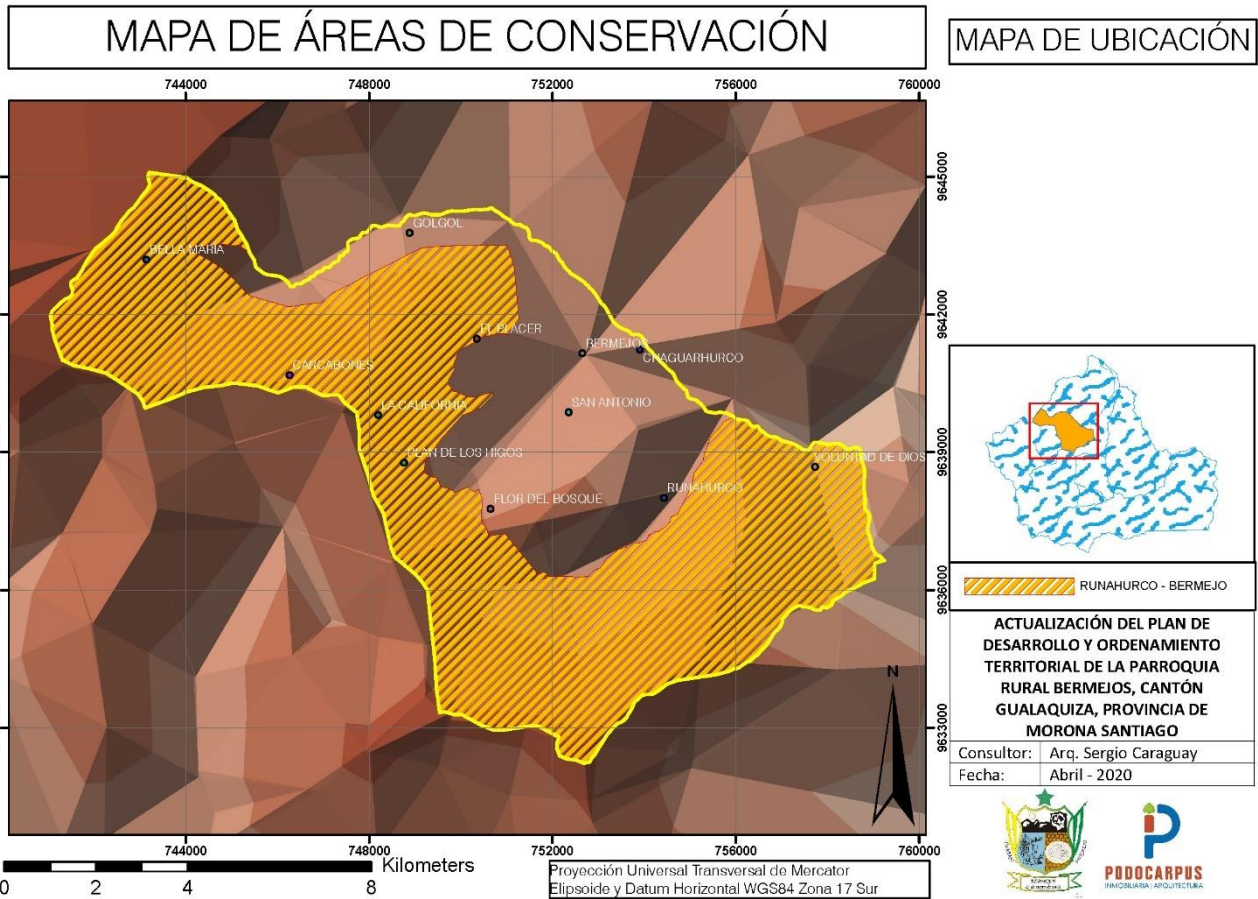 MAPA DE ÁREAS DE CONSERVACIÓN
MAPA DE UBICACIÓN
744000
748000
752000
756000
760000
9645000
9642000
9639000
9636000
9633000
GOLGOL
BELLA MARIA
EL PLACER
BERMEJOS
CHAGUARHURCO
CARCABONES
LA CALIFORNIA
SAN ANTONIO
PLAN DE LOS HIGOS
VOLUNTAD DE DIOS
FLOR DEL BOSQUE
RUNAHURCO
N
744000
748000
752000
756000
760000
0 2 4 8 Kilometers
Proyección Universal Transversal de Mercator
Elipsoide y Datum Horizontal WGS84 Zona 17 Sur
RUNAHURCO - BERMEJO
ACTUALIZACIÓN DEL PLAN DE
DESARROLLO Y ORDENAMIENTO
TERRITORIAL DE LA PARROQUIA
RURAL BERMEJOS, CANTÓN
GUALAQUIZA, PROVINCIA DE
MORONA SANTIAGO
Consultor: Arq. Sergio Caraguay
Fecha: Abril - 2020
PODOCARPUS
INMOBILIARIA | ARQUITECTURA